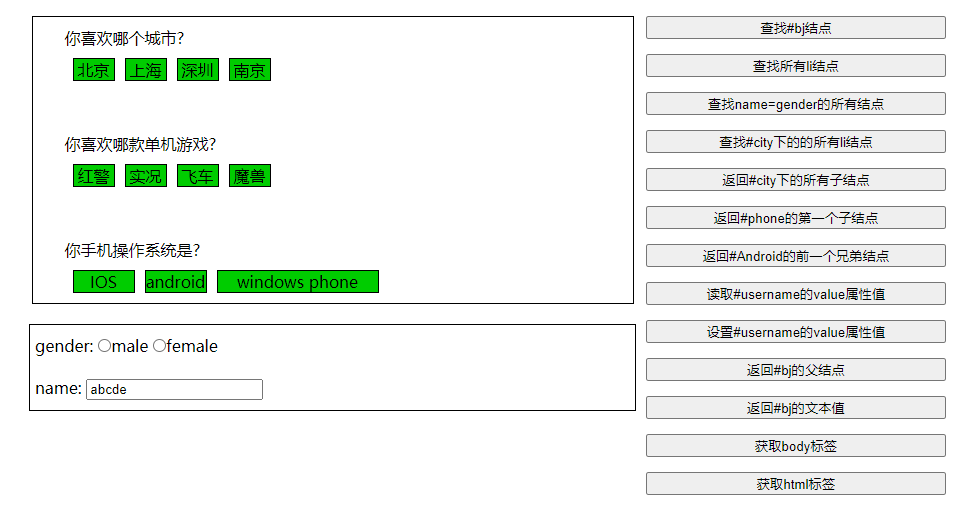 你喜欢哪个城市?
北京 上海 深圳 南京
你喜欢哪款单机游戏?
红警 实况 飞车 魔兽
你手机操作系统是?
IOS android windows phone
gender: male female
name: abcde
查找#bj结点
查找所有li结点
查找name=gender的所有结点
查找#city下的的所有li结点
返回#city下的所有子结点
返回#phone的第一个子结点
返回#Android的前一个兄弟结点
读取#username的value属性值
设置#username的value属性值
返回#bj的父结点
返回#bj的文本值
获取body标签
获取html标签